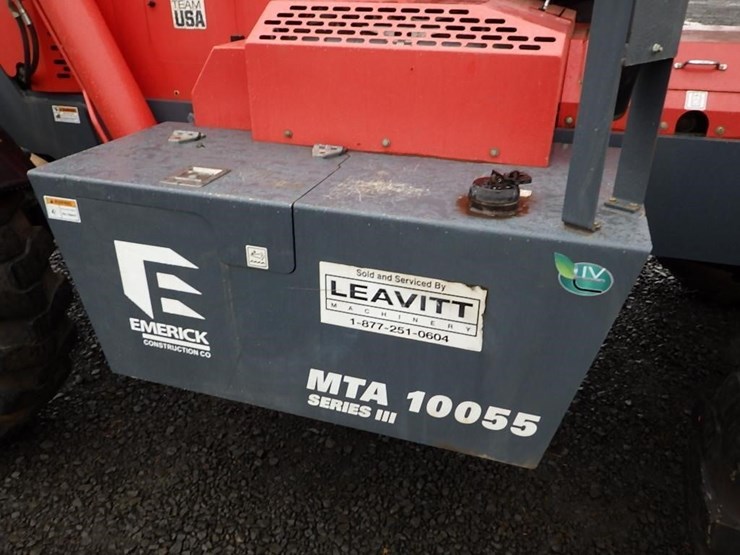 TEAM
USA
EMERICK
CONSTRUCTION CO
Sold and Serviced By
LEAVITT
MACHINERY
1-877-251-0604
IV
MTA 10055
SERIES III